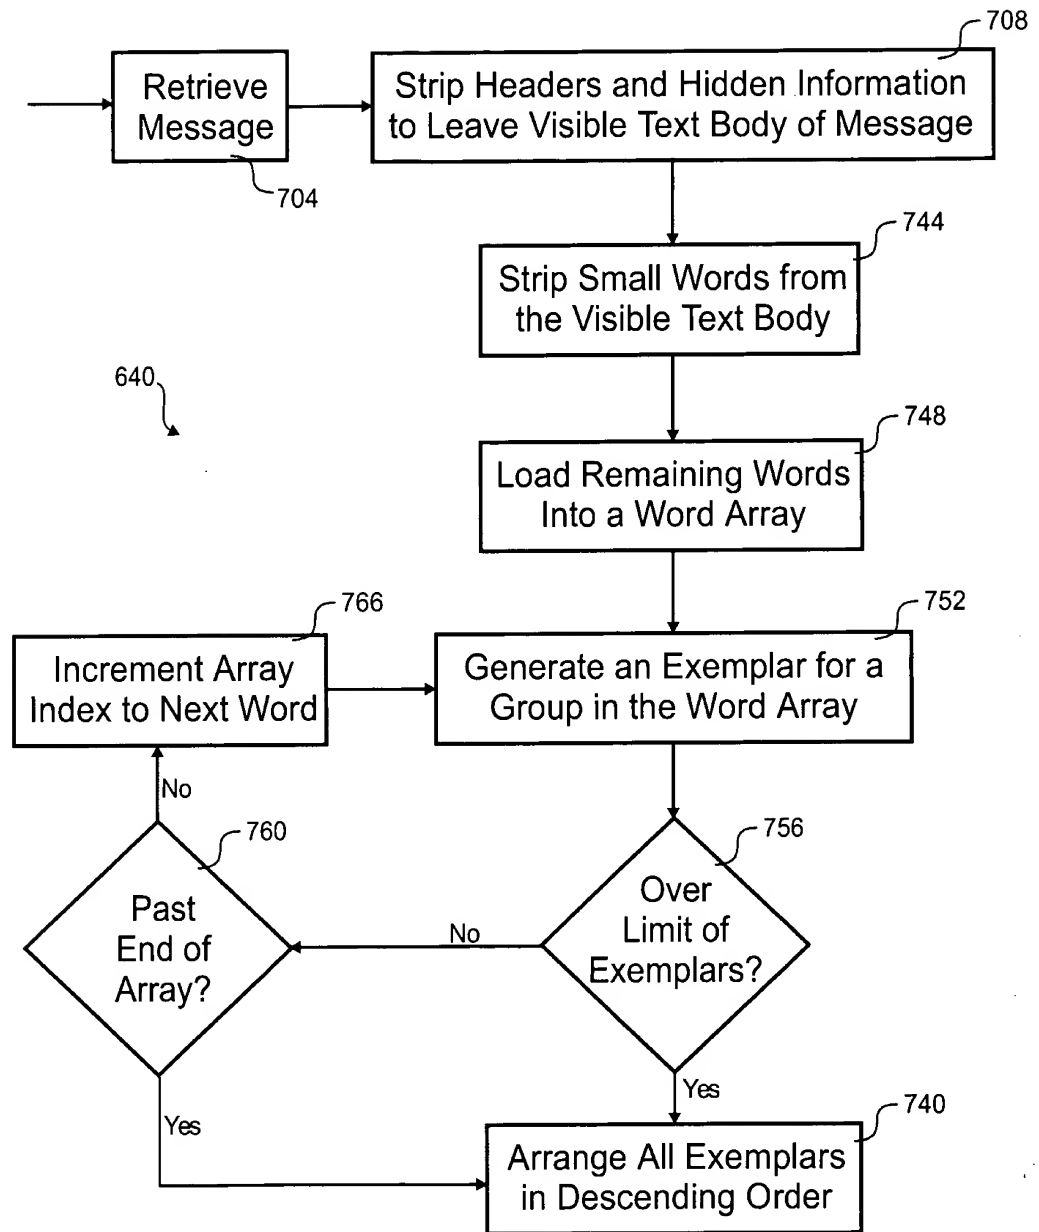 708
Retrieve
Message
704
Strip Headers and Hidden Information
to Leave Visible Text Body of Message
744
Strip Small Words from
the Visible Text Body
640
748
Load Remaining Words
Into a Word Array
766
Increment Array
Index to Next Word
752
Generate an Exemplar for a
Group in the Word Array
No
760
Past
End of
Array?
No
756
Over
Limit of
Exemplars?
Yes
Yes
740
Arrange All Exemplars
in Descending Order